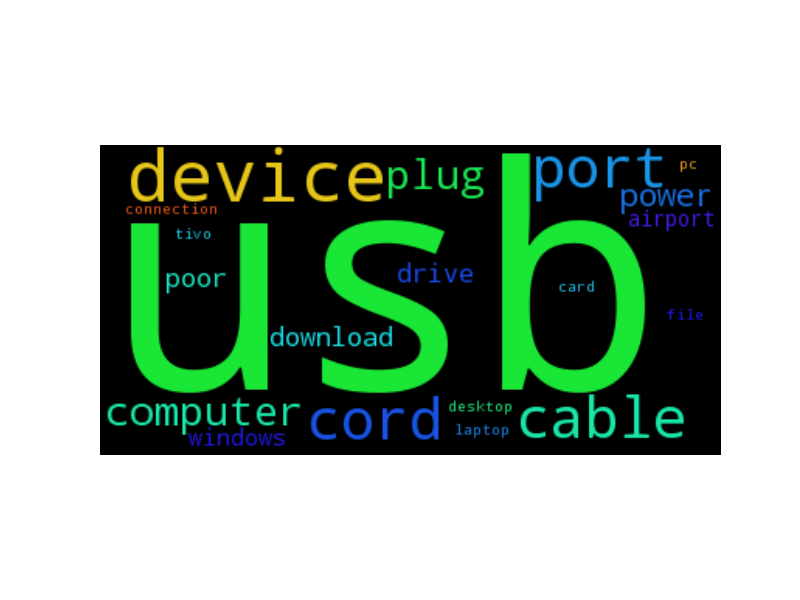 device
plug
port
pc
power
connection
airport
usb
tivo
poor
drive
card
file
download
computer
cord
desktop
cable
laptop
windows